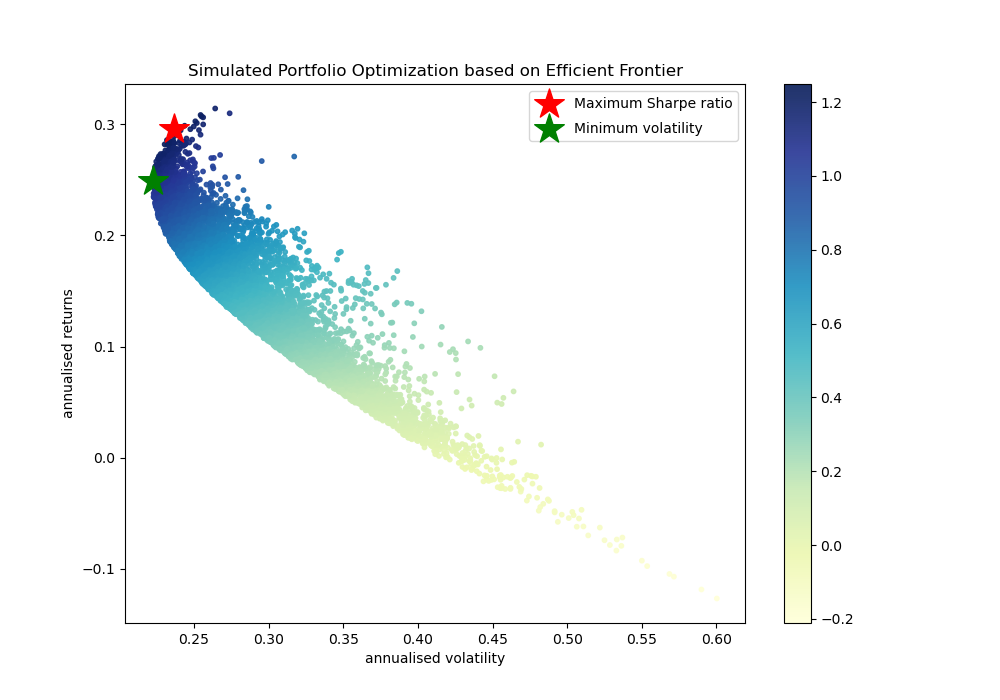 Simulated Portfolio Optimization based on Efficient Frontier
Maximum Sharpe ratio
Minimum volatility
annualised returns
0.3
0.2
0.1
0.0
−0.1
0.25 0.30 0.35 0.40 0.45 0.50 0.55 0.60
annualised volatility
1.2
1.0
0.8
0.6
0.4
0.2
0.0
−0.2